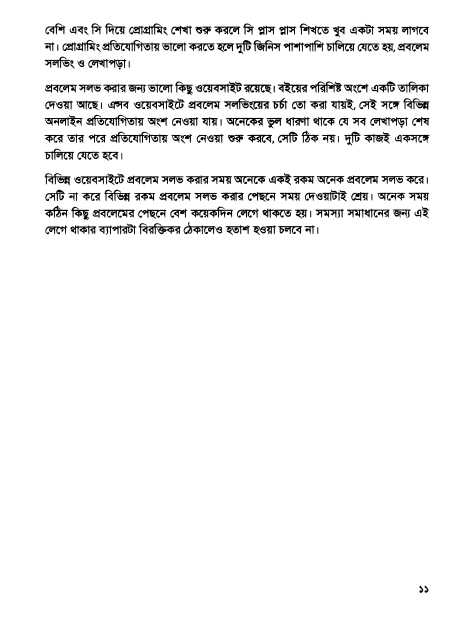 বেশি এবং সি দিয়ে প্রোগ্রামিং শেখা শুরু করলে সি প্লাস প্লাস শিখতে খুব একটা সময় লাগবে
না। প্রোগ্রামিং প্রতিযোগিতায় ভালো করতে হলে দুটি জিনিস পাশাপাশি চালিয়ে যেতে হয়, প্রবলেম
সলভিং ও লেখাপড়া।
প্রবলেম সলভ করার জন্য ভালো কিছু ওয়েবসাইট রয়েছে। বইয়ের পরিশিষ্ট অংশে একটি তালিকা
দেওয়া আছে। এসব ওয়েবসাইটে প্রবলেম সলভিংয়ের চর্চা তো করা যায়ই, সেই সঙ্গে বিভিন্ন
অনলাইন প্রতিযোগিতায় অংশ নেওয়া যায়। অনেকের ভুল ধারণা থাকে যে সব লেখাপড়া শেষ
করে তার পরে প্রতিযোগিতায় অংশ নেওয়া শুরু করবে, সেটি ঠিক নয়। দুটি কাজই একসঙ্গে
চালিয়ে যেতে হবে।
বিভিন্ন ওয়েবসাইটে প্রবলেম সলভ করার সময় অনেকে একই রকম অনেক প্রবলেম সলভ করে।
সেটি না করে বিভিন্ন রকম প্রবলেম সলভ করার পেছনে সময় দেওয়াটাই শ্রেয়। অনেক সময়
কঠিন কিছু প্রবলেমের পেছনে বেশ কয়েকদিন লেগে থাকতে হয়। সমস্যা সমাধানের জন্য এই
লেগে থাকার ব্যাপারটা বিরক্তিকর ঠেকালেও হতাশ হওয়া চলবে না।
১১